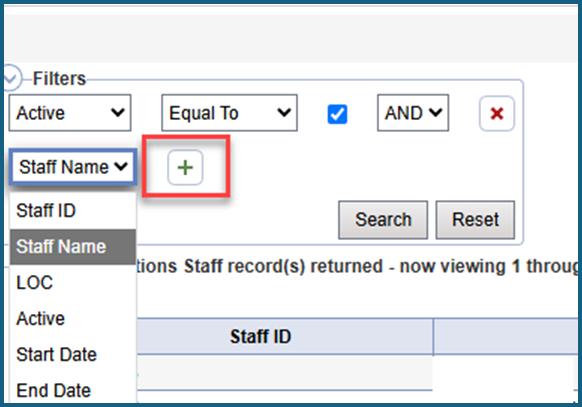 Filters
Active Equal To AND
Staff Name
Staff ID
Search Reset
Staff Name
tions Staff record(s) returned - now viewing 1 throug
LOC
Active
Staff ID
Start Date
End Date